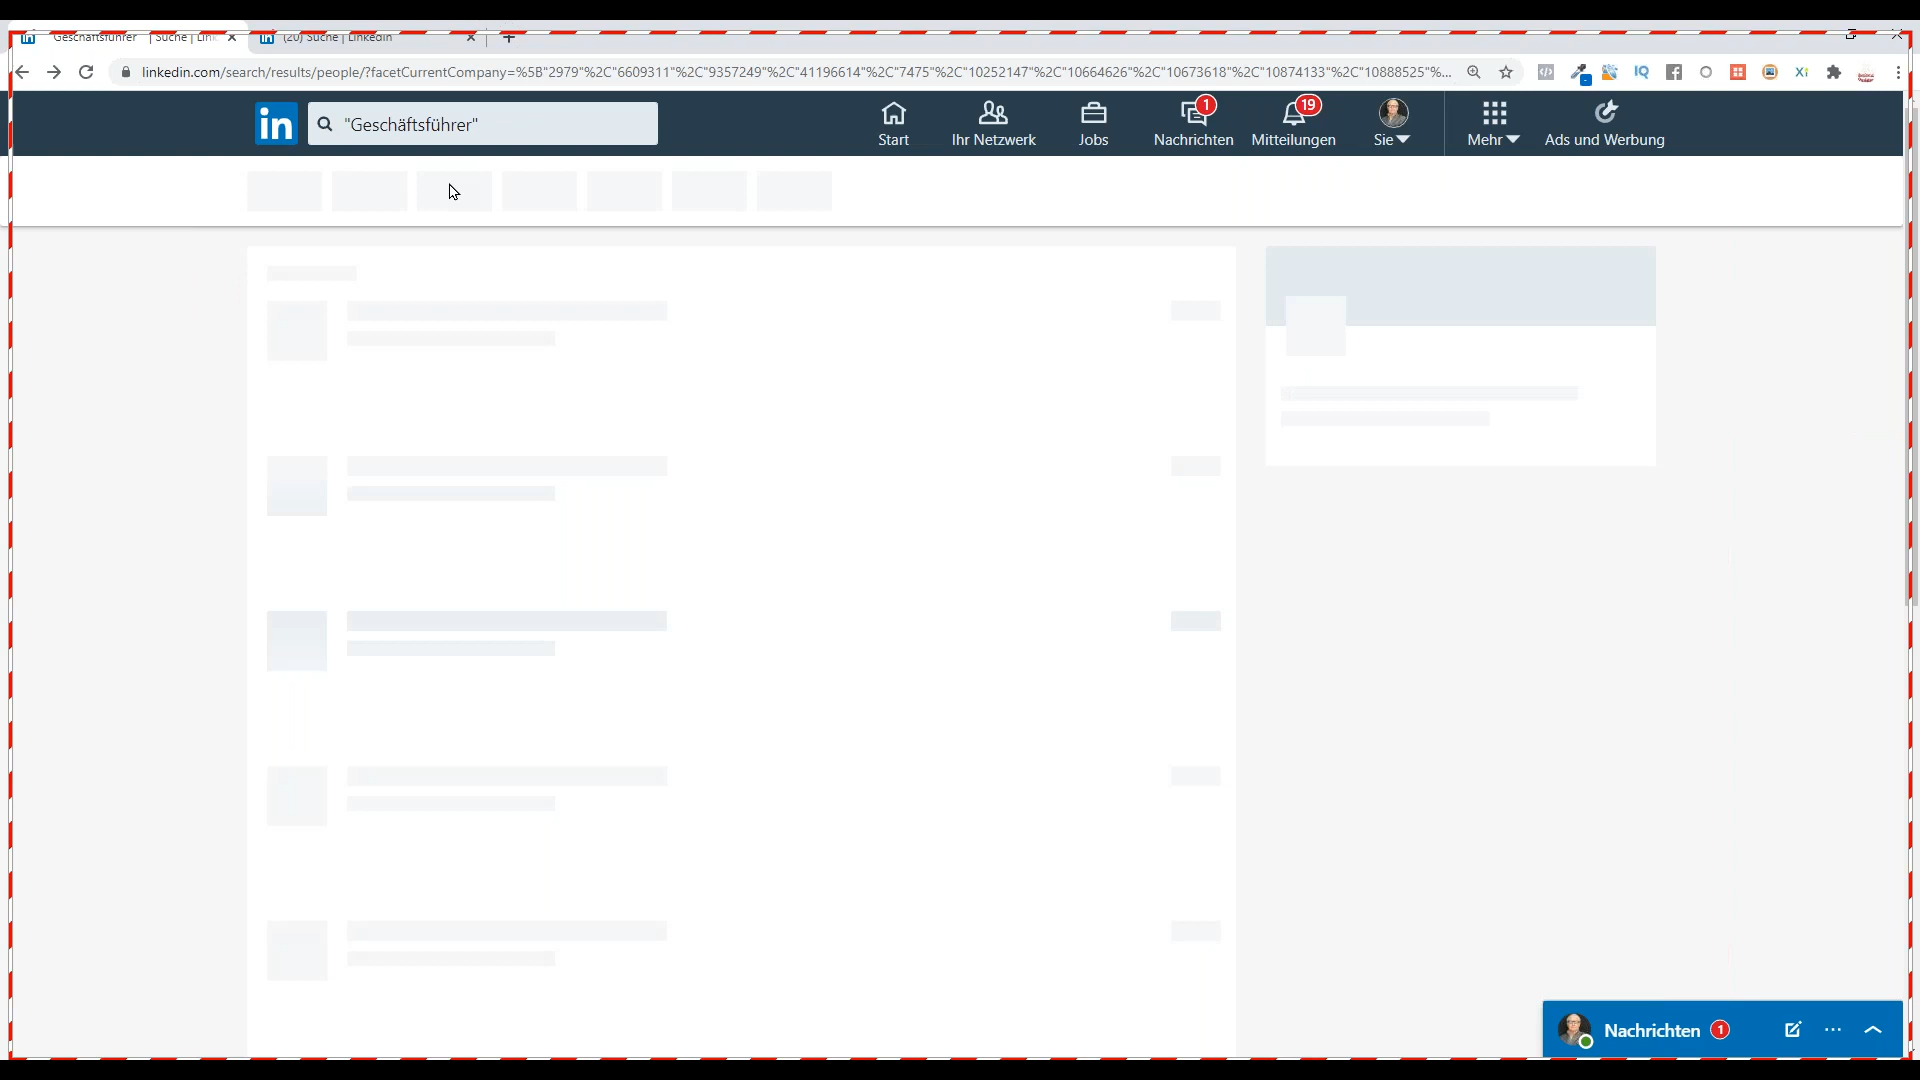 "Geschäftsführer" | Suche | Link
(20) Suche | LinkedIn
linkedin.com/search/results/people/?facetCurrentCompany=%5B"2979"%2C"6609311"%2C"9357249"%2C"41196614"%2C"7475"%2C"10252147"%2C"10664626"%2C"10673618"%2C"10874133"%2C"10888525"%...
in "Geschäftsführer"
1
19
Start
Ihr Netzwerk
Jobs
Nachrichten
Mitteilungen
Sie
Mehr
Ads und Werbung
Nachrichten 1